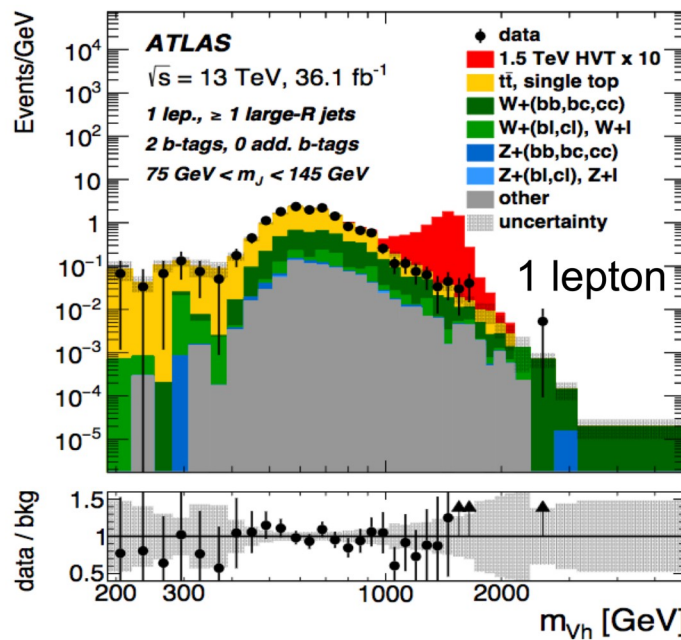 Events/GeV
10⁴
10³
10²
10
1
10⁻¹
10⁻²
10⁻³
10⁻⁴
10⁻⁵
ATLAS
√s = 13 TeV, 36.1 fb⁻¹
1 lep., ≥ 1 large-R jets
2 b-tags, 0 add. b-tags
75 GeV < m_J < 145 GeV
data
1.5 TeV HVT x 10
tt̄, single top
W+(bb,bc,cc)
W+(bl,cl), W+l
Z+(bb,bc,cc)
Z+(bl,cl), Z+l
other
uncertainty
1 lepton
data / bkg
1.5
1
0.5
200 300 1000 2000
m_Vh [GeV]